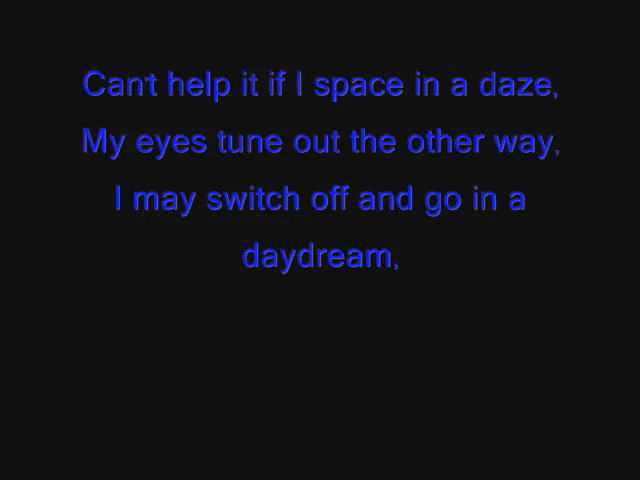 Can't help it if I space in a daze,
My eyes tune out the other way,
I may switch off and go in a
daydream,